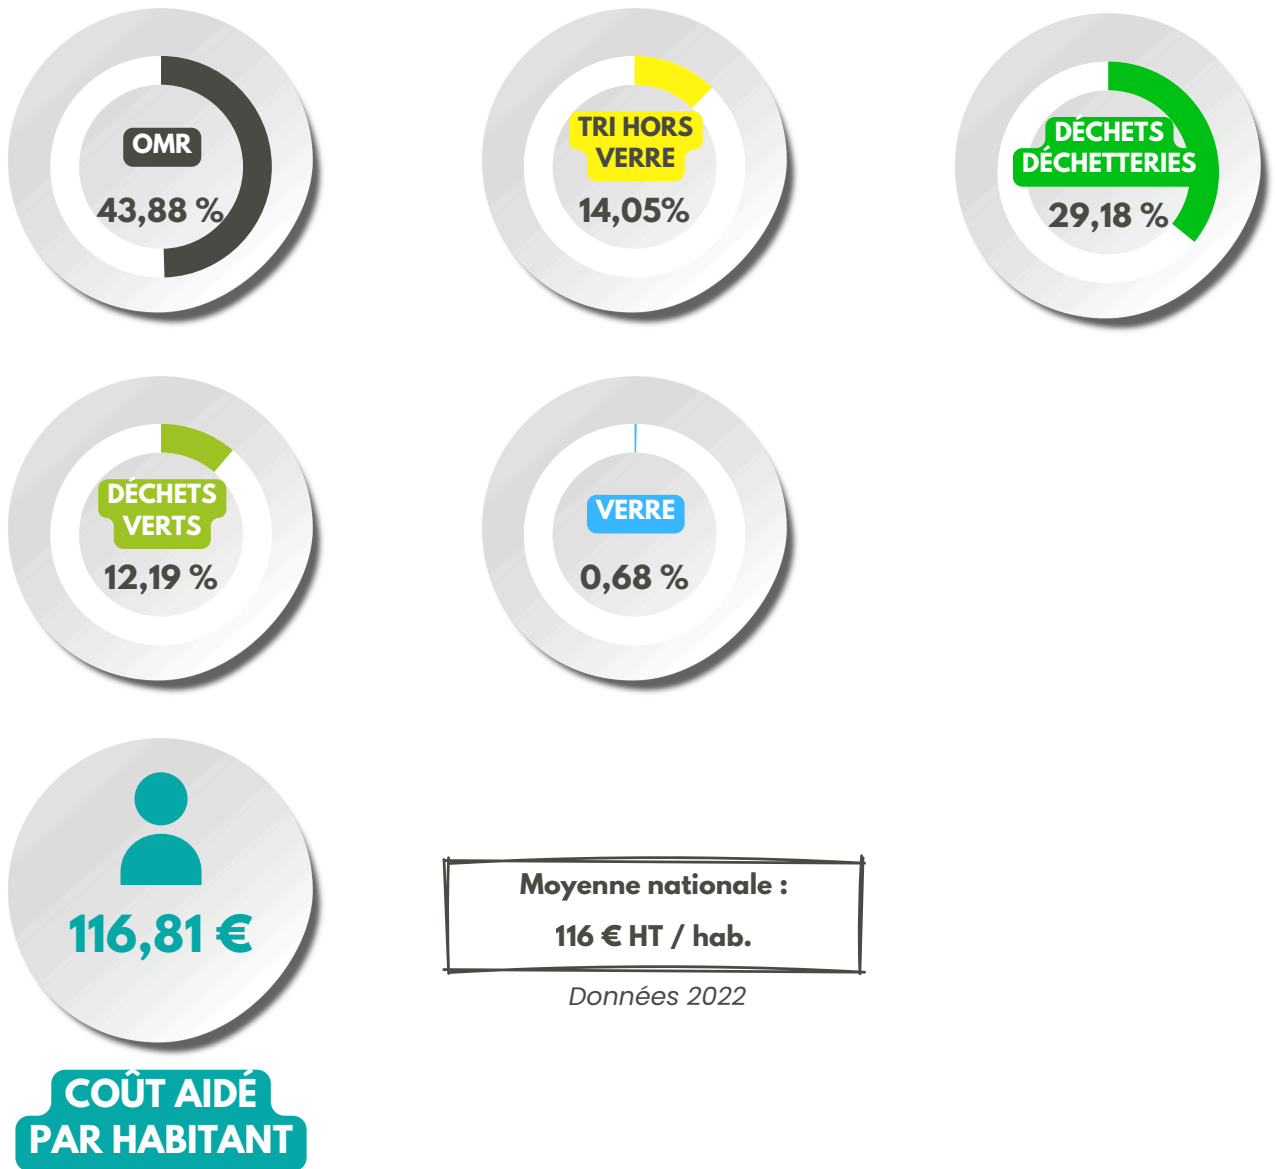 OMR
43,88 %
TRI HORS
VERRE
14,05%
DÉCHETS
DÉCHETTERIES
29,18 %
DÉCHETS
VERTS
12,19 %
VERRE
0,68 %
116,81 €
COÛT AIDÉ
PAR HABITANT
Moyenne nationale :
116 € HT / hab.
Données 2022